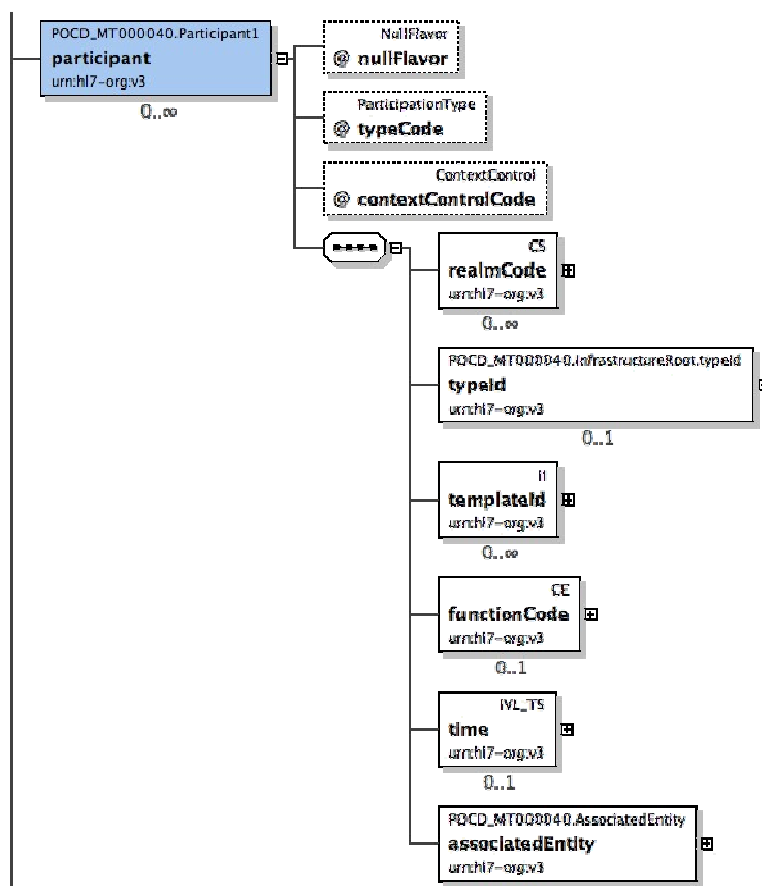 POCD_MT000040.Participant1
participant
urn:hl7-org:v3
0..∞
NullFlavor
@ nullFlavor
ParticipationType
@ typeCode
ContextControl
@ contextControlCode
CS
realmCode
urn:hl7-org:v3
0..∞
POCD_MT000040.InfrastructureRoot.typeId
typeId
urn:hl7-org:v3
0..1
II
templateId
urn:hl7-org:v3
0..∞
CE
functionCode
urn:hl7-org:v3
0..1
IVL_TS
time
urn:hl7-org:v3
0..1
POCD_MT000040.AssociatedEntity
associatedEntity
urn:hl7-org:v3